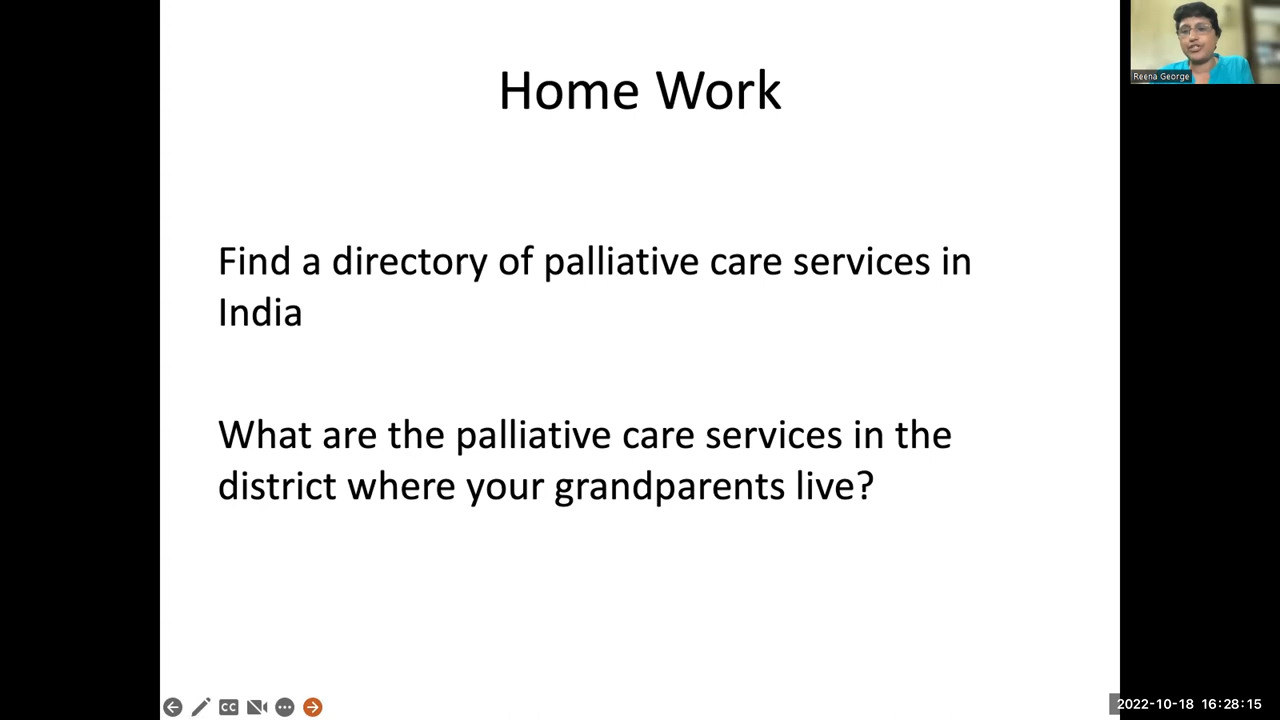 Home Work
Reena George
Find a directory of palliative care services in
India
What are the palliative care services in the
district where your grandparents live?
CC
2022-10-18 16:28:15